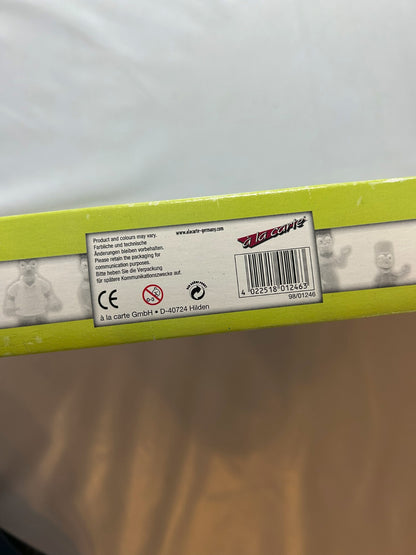 Product and colours may vary.
Farbliche und technische
Änderungen bleiben vorbehalten.
Please retain the packaging for
communication purposes.
Bitte heben Sie die Verpackung
für spätere Kommunikationszwecke auf.
www.alacarte-germany.com
à la carte
CE
0-3
4 022518 012463
98/01246
à la carte GmbH • D-40724 Hilden